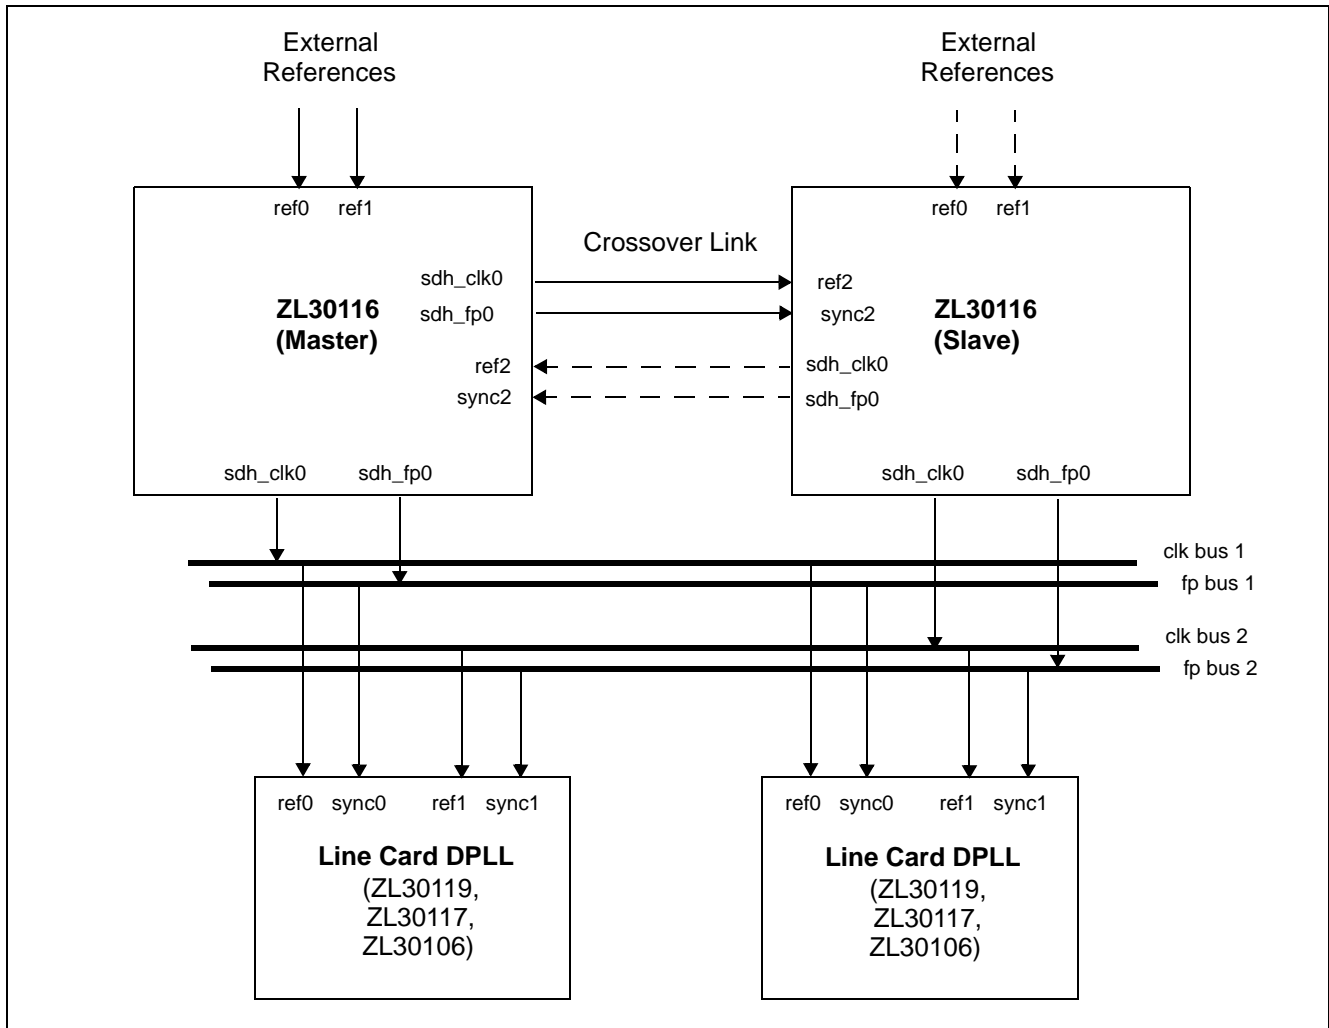 External
References
External
References
ref0 ref1
ref0 ref1
Crossover Link
sdh_clk0
sdh_fp0
ref2
sync2
ZL30116
(Master)
ref2
sync2
sdh_clk0
sdh_fp0
ZL30116
(Slave)
sdh_clk0 sdh_fp0
sdh_clk0 sdh_fp0
clk bus 1
fp bus 1
clk bus 2
fp bus 2
ref0 sync0 ref1 sync1
Line Card DPLL
(ZL30119,
ZL30117,
ZL30106)
ref0 sync0 ref1 sync1
Line Card DPLL
(ZL30119,
ZL30117,
ZL30106)